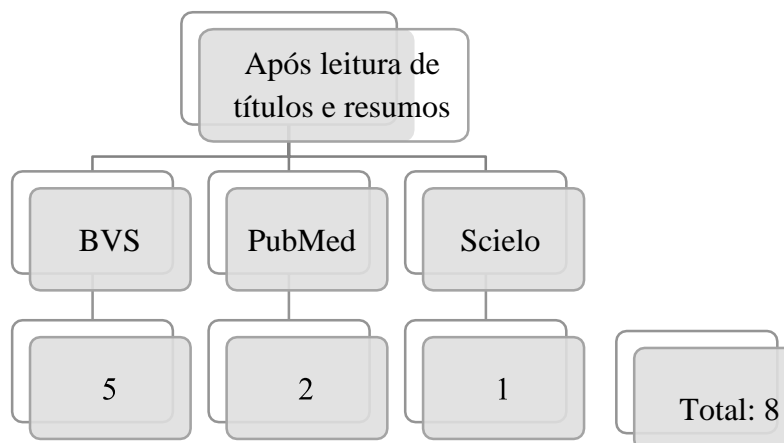 Após leitura de
títulos e resumos
BVS
PubMed
Scielo
5
2
1
Total: 8